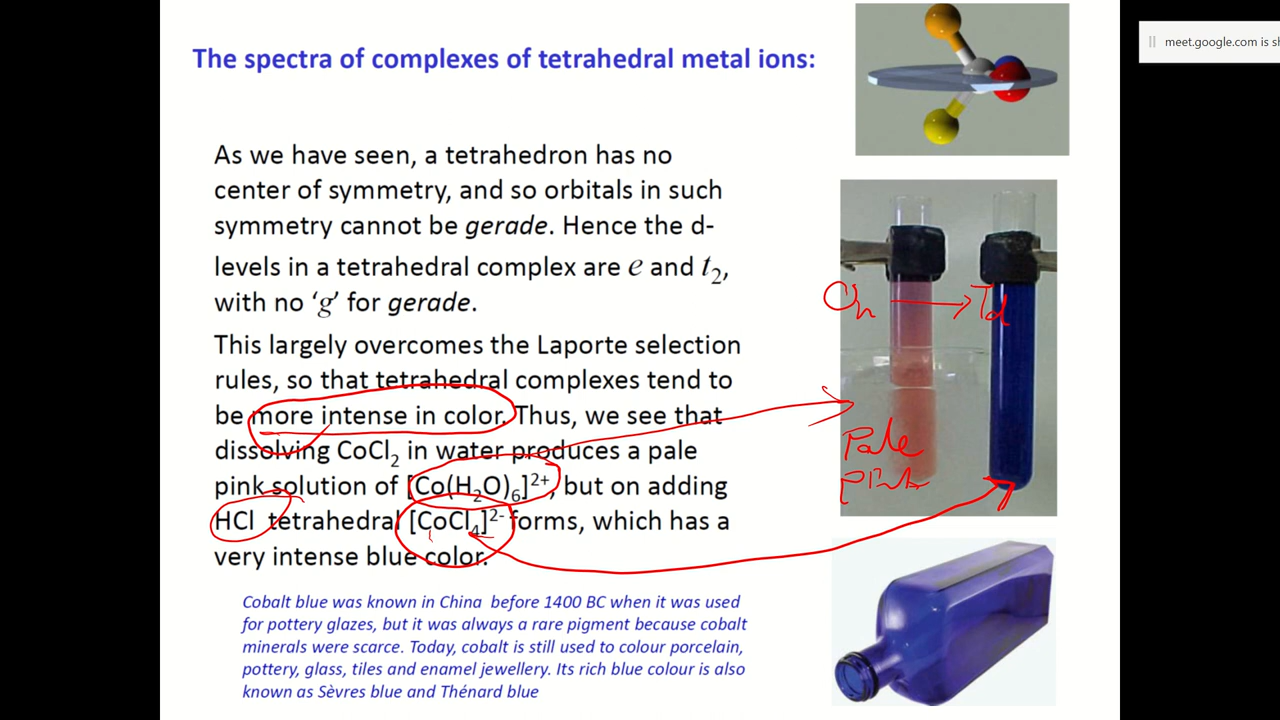 The spectra of complexes of tetrahedral metal ions:
meet.google.com is sh
As we have seen, a tetrahedron has no
center of symmetry, and so orbitals in such
symmetry cannot be gerade. Hence the d-
levels in a tetrahedral complex are e and t₂,
with no ‘g’ for gerade.
This largely overcomes the Laporte selection
rules, so that tetrahedral complexes tend to
be more intense in color. Thus, we see that
dissolving CoCl₂ in water produces a pale
pink solution of [Co(H₂O)₆]²⁺, but on adding
HCl tetrahedral [CoCl₄]²⁻ forms, which has a
very intense blue color.
Oh → Td
Pale
pink
Cobalt blue was known in China before 1400 BC when it was used
for pottery glazes, but it was always a rare pigment because cobalt
minerals were scarce. Today, cobalt is still used to colour porcelain,
pottery, glass, tiles and enamel jewellery. Its rich blue colour is also
known as Sèvres blue and Thénard blue